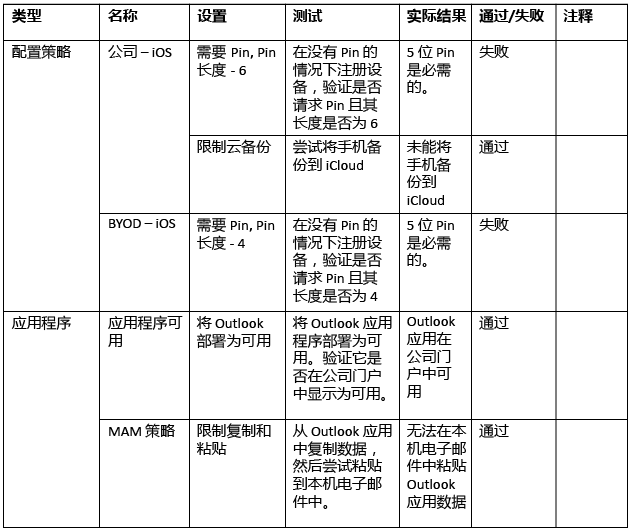 类型 名称 设置 测试 实际结果 通过/失败 注释
配置策略 公司 – iOS 需要 Pin, Pin 在没有 Pin 的 5 位 Pin 失败
长度 - 6 情况下注册设 是必需
备，验证是否 的。
请求 Pin 且其
长度是否为 6
限制云备份 尝试将手机备 未能将 通过
份到 iCloud 手机备
份到
iCloud
BYOD – iOS 需要 Pin, Pin 在没有 Pin 的 5 位 Pin 失败
长度 - 4 情况下注册设 是必需
备，验证是否 的。
请求 Pin 且其
长度是否为 4
应用程序 应用程序可 将 Outlook 将 Outlook 应用 Outlook 通过
用 部署为可用 程序部署为可 应用在
用。验证它是 公司门
否在公司门户 户中可
中显示为可用。 用
MAM 策略 限制复制和 从 Outlook 应用 无法在本 通过
粘贴 中复制数据， 机电子邮
然后尝试粘贴 件中粘贴
到本机电子邮 Outlook
件中。 应用数据